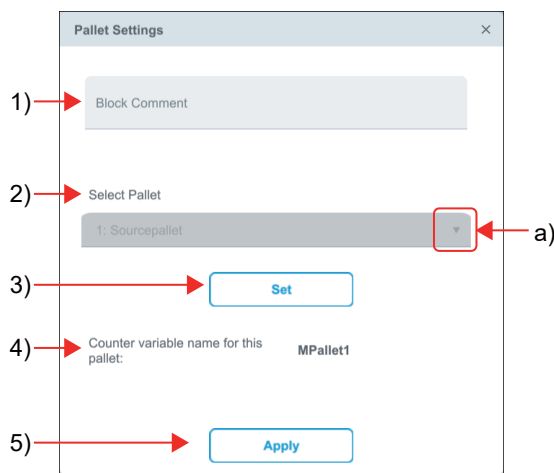 Pallet Settings ×
1) Block Comment
2) Select Pallet
1: Sourcepallet a)
3) Set
4) Counter variable name for this
pallet: MPallet1
5) Apply